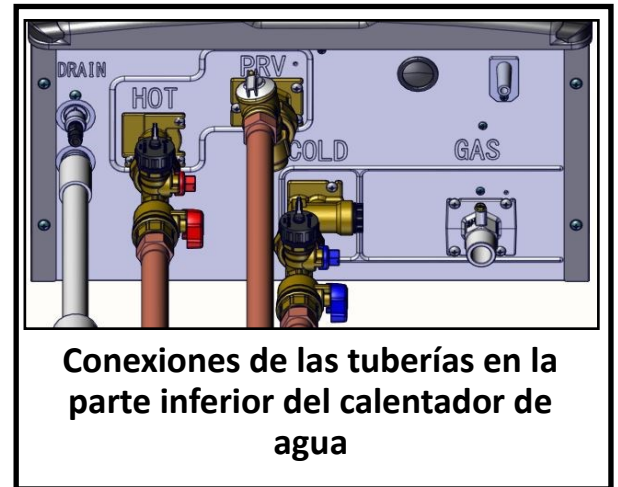 DRAIN
HOT
PRV
COLD
GAS
Conexiones de las tuberías en la
parte inferior del calentador de
agua